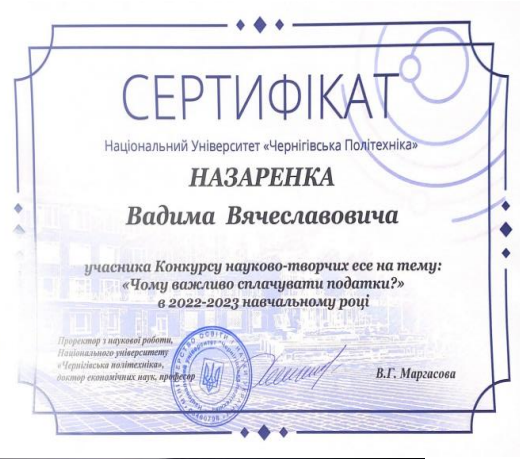 СЕРТИФІКАТ
Національний Університет «Чернігівська Політехніка»
НАЗАРЕНКА
Вадима Вячеславовича
учасника Конкурсу науково-творчих есе на тему:
«Чому важливо сплачувати податки?»
в 2022-2023 навчальному році
Проректор з наукової роботи,
Національного університету
«Чернігівська політехніка»,
доктор економічних наук, професор
В.Г. Маргасова